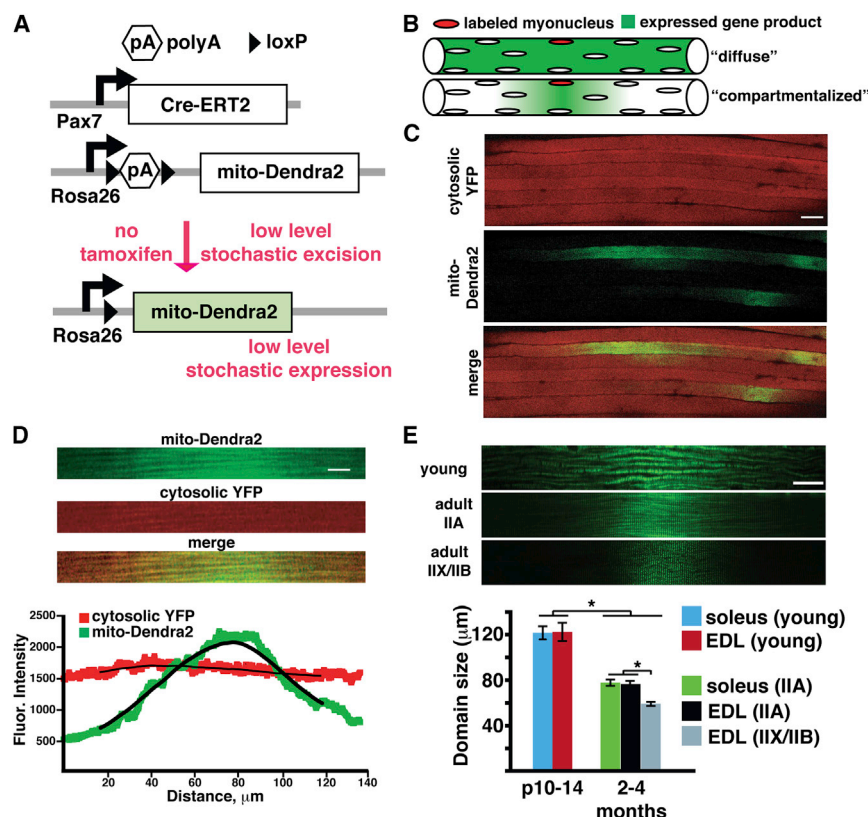 A
pA polyA
loxP
Cre-ERT2
Pax7
pA
mito-Dendra2
Rosa26
no
tamoxifen
low level
stochastic excision
mito-Dendra2
Rosa26
low level
stochastic expression
B
labeled myonucleus
expressed gene product
“diffuse”
“compartmentalized”
C
cytosolic
YFP
mito-
Dendra2
merge
D
mito-Dendra2
cytosolic YFP
merge
2500
2000
1500
1000
500
Fluor. Intensity
cytosolic YFP
mito-Dendra2
20 40 60 80 100 120 140
Distance, μm
E
young
adult
IIA
adult
IIX/IIB
Domain size (μm)
120
80
40
*
*
p10-14
2-4
months
soleus (young)
EDL (young)
soleus (IIA)
EDL (IIA)
EDL (IIX/IIB)